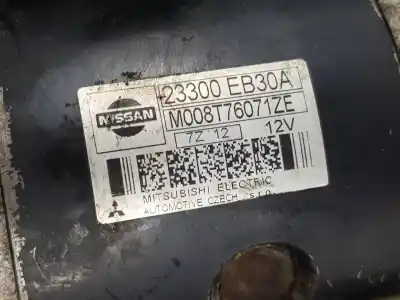 23300 EB30A
NISSAN
M008T76071ZE
7Z 12 12V
MITSUBISHI ELECTRIC
AUTOMOTIVE CZECH s.r.o.